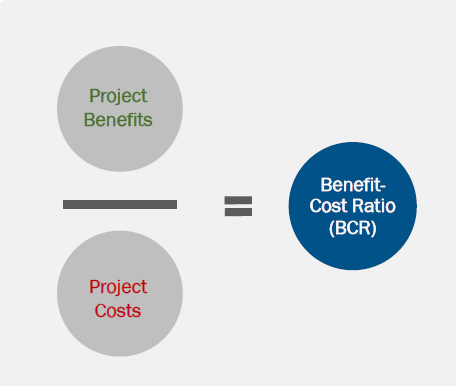 Project
Benefits
=
Benefit-
Cost Ratio
(BCR)
Project
Costs